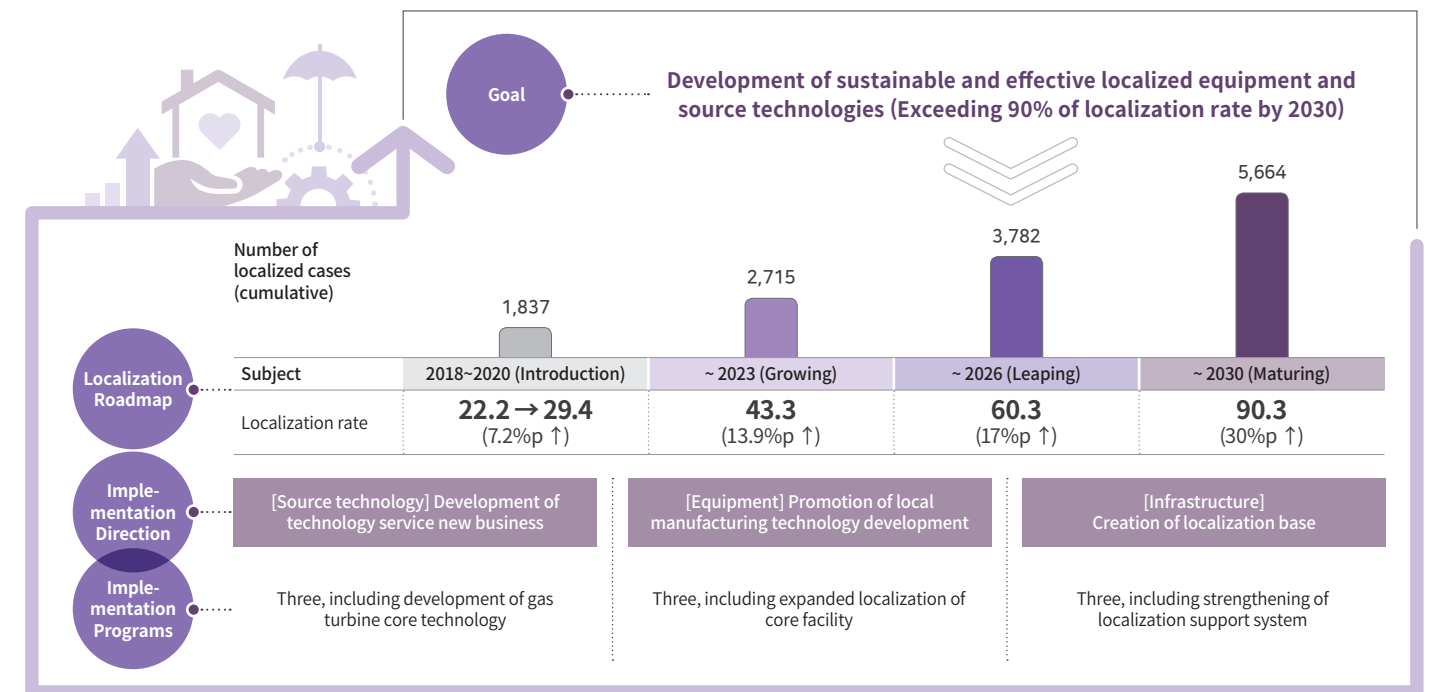 Goal
Development of sustainable and effective localized equipment and
source technologies (Exceeding 90% of localization rate by 2030)
Number of
localized cases
(cumulative)
1,837
2,715
3,782
5,664
Localization
Roadmap
Subject
2018~2020 (Introduction)
~ 2023 (Growing)
~ 2026 (Leaping)
~ 2030 (Maturing)
Localization rate
22.2 → 29.4
(7.2%p ↑)
43.3
(13.9%p ↑)
60.3
(17%p ↑)
90.3
(30%p ↑)
Imple-
mentation
Direction
[Source technology] Development of
technology service new business
[Equipment] Promotion of local
manufacturing technology development
[Infrastructure]
Creation of localization base
Imple-
mentation
Programs
Three, including development of gas
turbine core technology
Three, including expanded localization of
core facility
Three, including strengthening of
localization support system